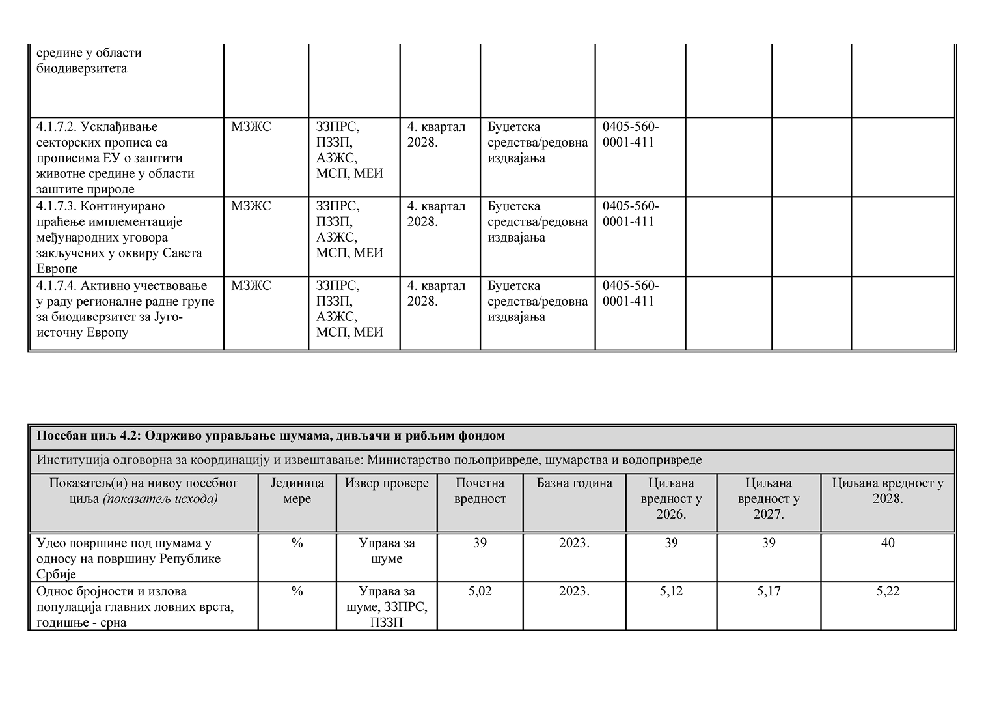 средине у области
биодиверзитета
4.1.7.2. Усклађивање
секторских прописа са
прописима ЕУ о заштити
животне средине у области
заштите природе
МЗЖС
ЗЗПРС,
ПЗЗП,
АЗЖС,
МСП, МЕИ
4. квартал
2028.
Буџетска
средства/редовна
издвајања
0405-560-
0001-411
4.1.7.3. Континуирано
праћење имплементације
међународних уговора
закључених у оквиру Савета
Европе
МЗЖС
ЗЗПРС,
ПЗЗП,
АЗЖС,
МСП, МЕИ
4. квартал
2028.
Буџетска
средства/редовна
издвајања
0405-560-
0001-411
4.1.7.4. Активно учествовање
у раду регионалне радне групе
за биодиверзитет за Југо-
источну Европу
МЗЖС
ЗЗПРС,
ПЗЗП,
АЗЖС,
МСП, МЕИ
4. квартал
2028.
Буџетска
средства/редовна
издвајања
0405-560-
0001-411
Посебан циљ 4.2: Одрживо управљање шумама, дивљачи и рибљим фондом
Институција одговорна за координацију и извештавање: Министарство пољопривреде, шумарства и водопривреде
Показатељ(и) на нивоу посебног
циља (показатељ исхода)
Јединица
мере
Извор провере
Почетна
вредност
Базна година
Циљана
вредност у
2026.
Циљана
вредност у
2027.
Циљана вредност у
2028.
Удео површине под шумама у
односу на површину Републике
Србије
%
Управа за
шуме
39
2023.
39
39
40
Однос бројности и излова
популација главних ловних врста,
годишње - срна
%
Управа за
шуме, ЗЗПРС,
ПЗЗП
5,02
2023.
5,12
5,17
5,22